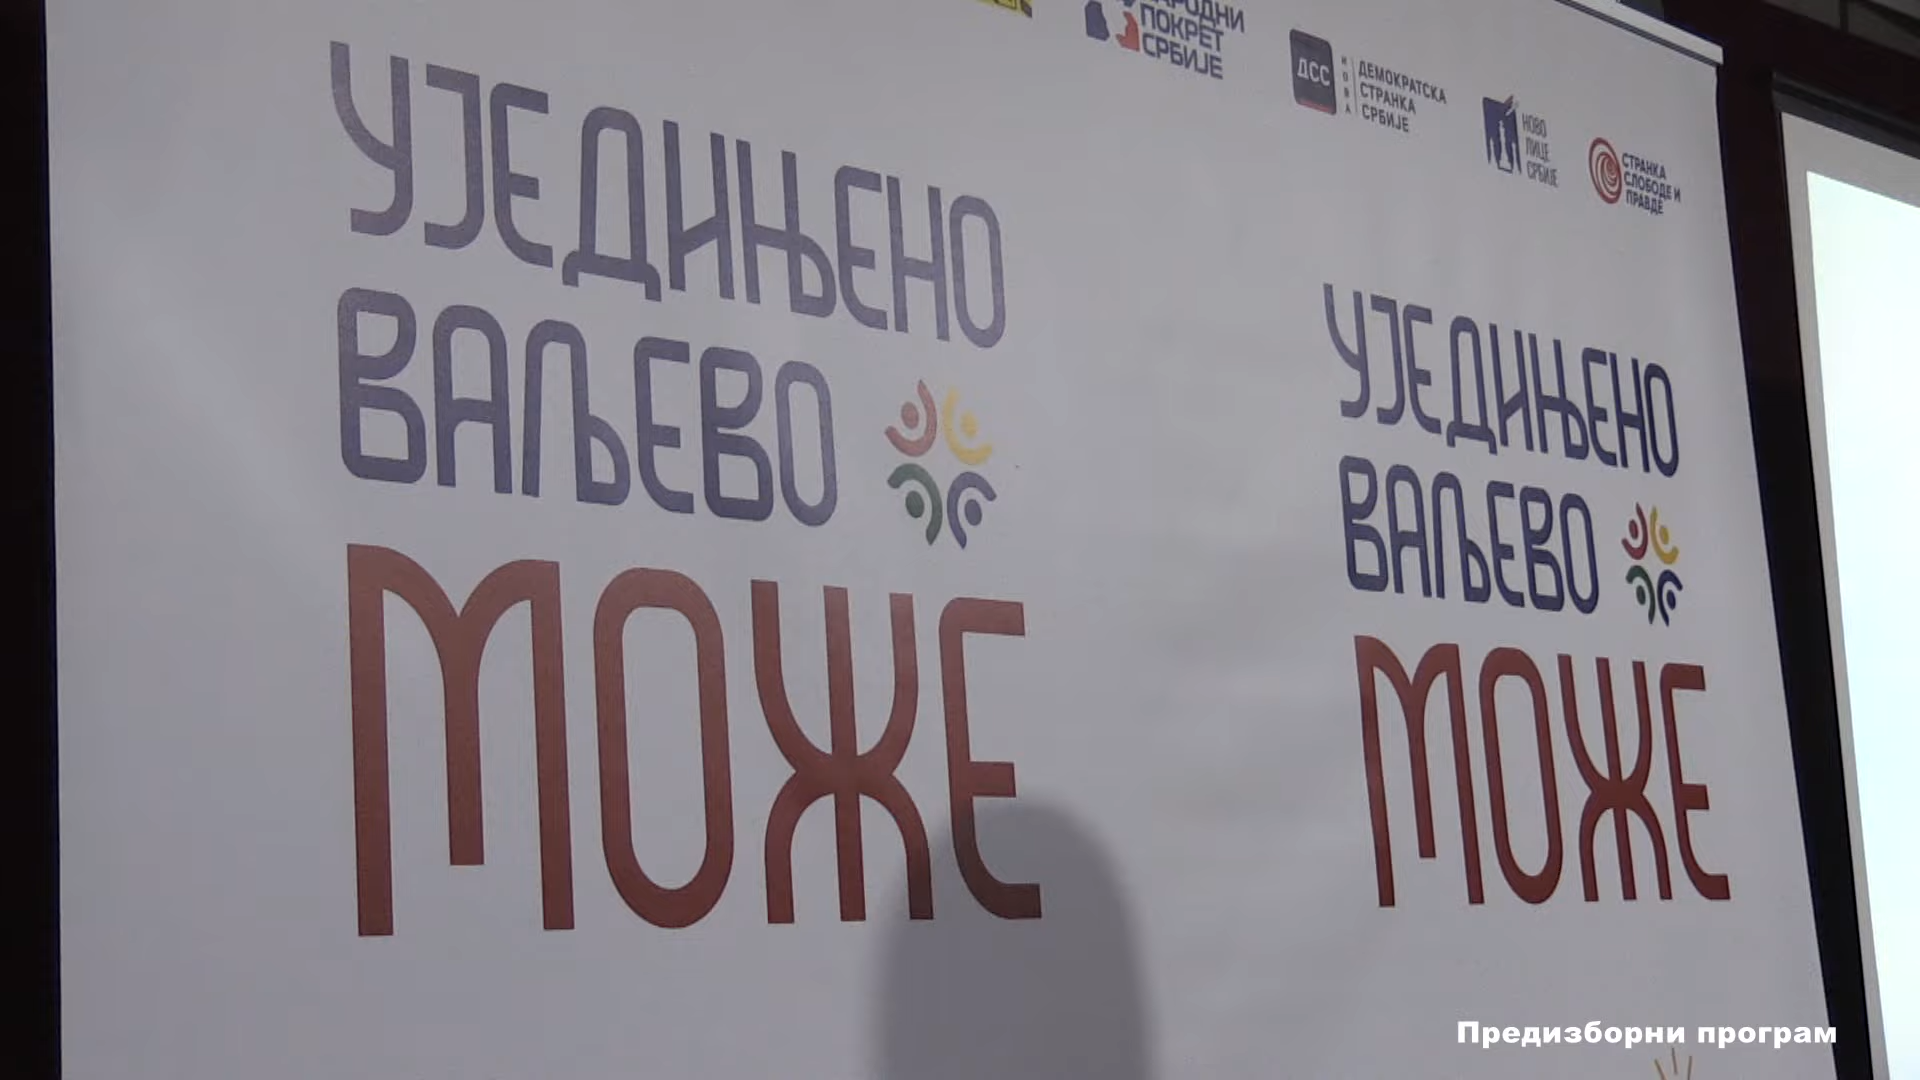 ПОКРЕТ
СРБИЈЕ
ДСС
НОВА
ДЕМОКРАТСКА
СТРАНКА
СРБИЈЕ
НОВО
ЛИЦЕ
СРБИЈЕ
СТРАНКА
СЛОБОДЕ И
ПРАВДЕ
УЈЕДИЊЕНО
ВАЉЕВО
МОЖЕ
УЈЕДИЊЕНО
ВАЉЕВО
МОЖЕ
Предизборни програм